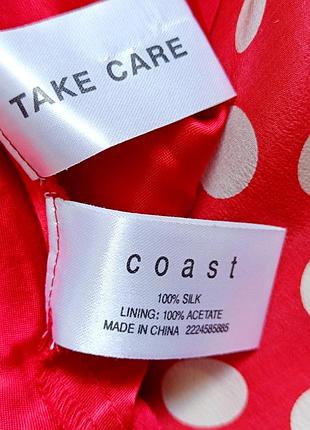 TAKE CARE
coast
100% SILK
LINING: 100% ACETATE
MADE IN CHINA 2224585885